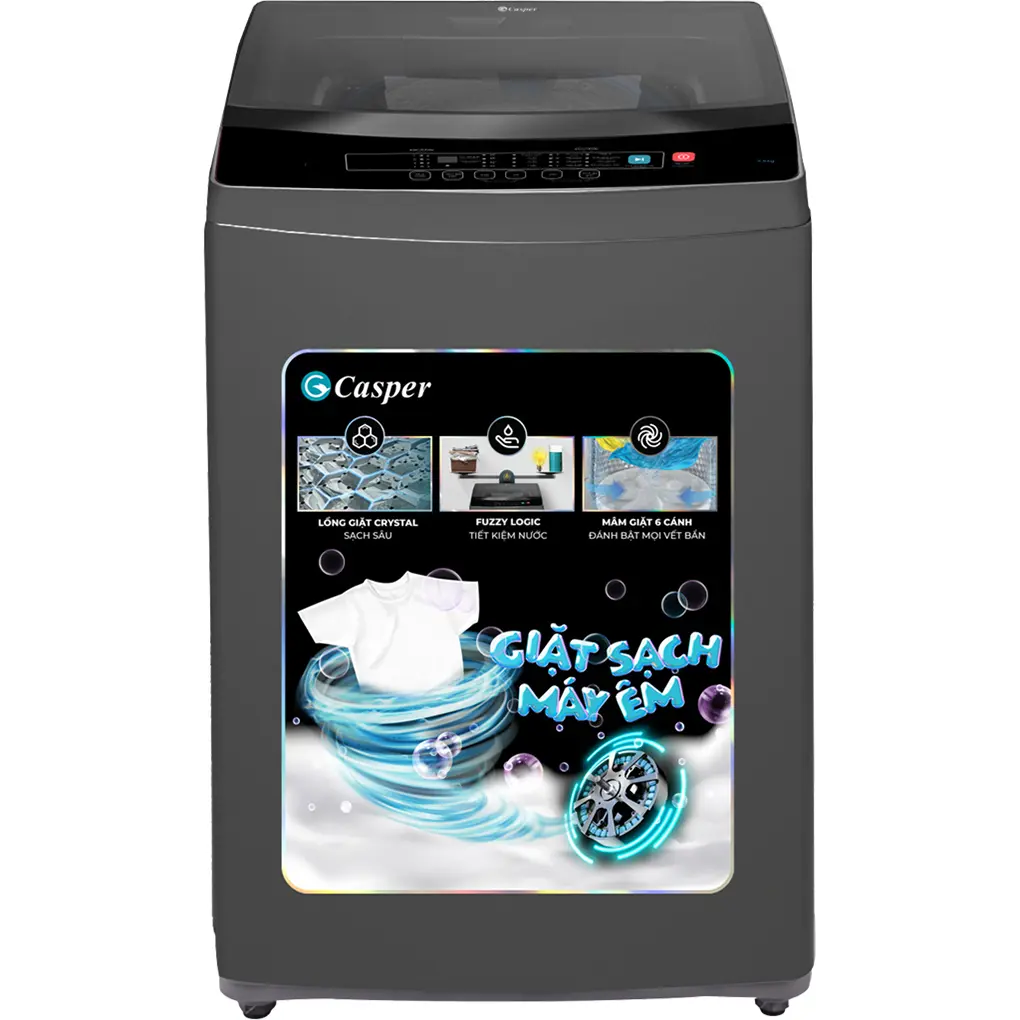 Casper
Casper
LỒNG GIẶT CRYSTAL
SẠCH SÂU
FUZZY LOGIC
TIẾT KIỆM NƯỚC
MÂM GIẶT 6 CÁNH
ĐÁNH BẬT MỌI VẾT BẨN
GIẶT SẠCH
MÁY ÊM